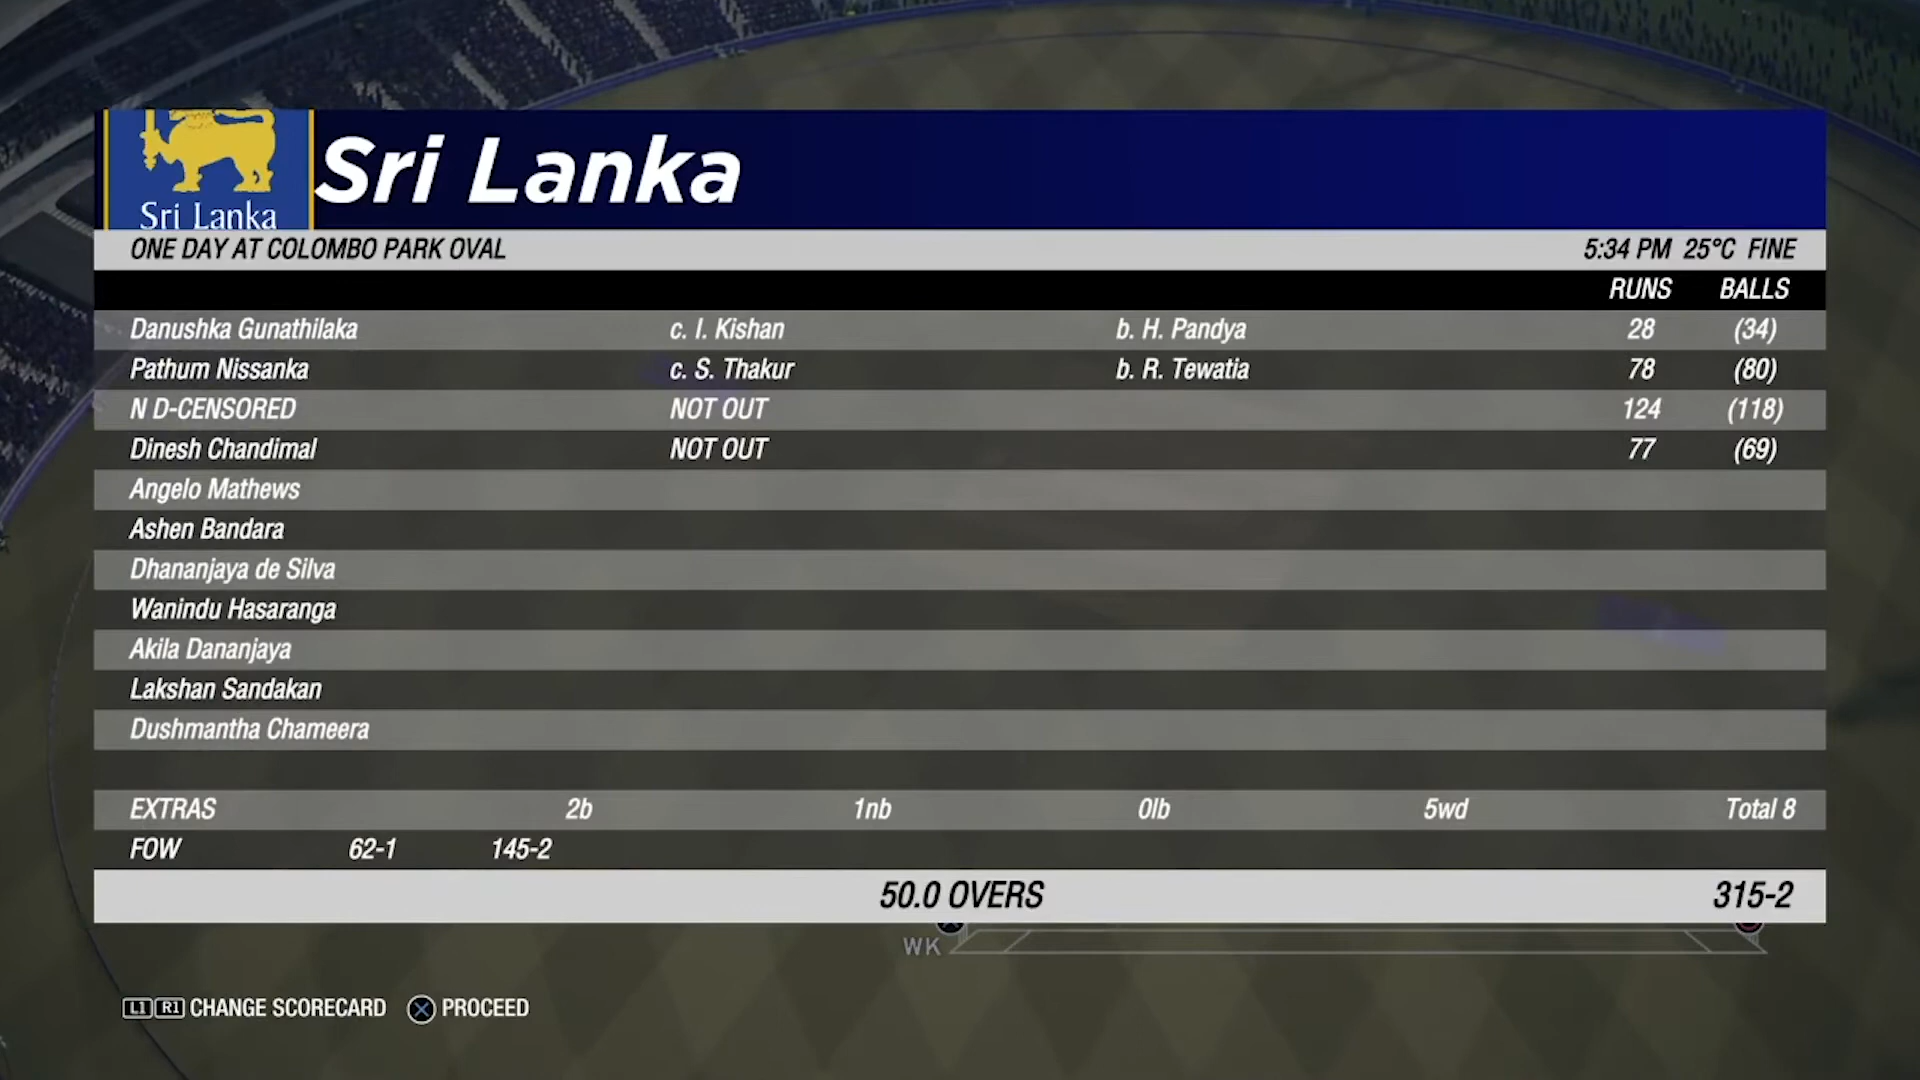 Sri Lanka
Sri Lanka
ONE DAY AT COLOMBO PARK OVAL 5:34 PM 25°C FINE
RUNS BALLS
Danushka Gunathilaka c. I. Kishan b. H. Pandya 28 (34)
Pathum Nissanka c. S. Thakur b. R. Tewatia 78 (80)
N D-CENSORED NOT OUT 124 (118)
Dinesh Chandimal NOT OUT 77 (69)
Angelo Mathews
Ashen Bandara
Dhananjaya de Silva
Wanindu Hasaranga
Akila Dananjaya
Lakshan Sandakan
Dushmantha Chameera
EXTRAS 2b 1nb 0lb 5wd Total 8
FOW 62-1 145-2
50.0 OVERS 315-2
WK
L1 R1 CHANGE SCORECARD PROCEED